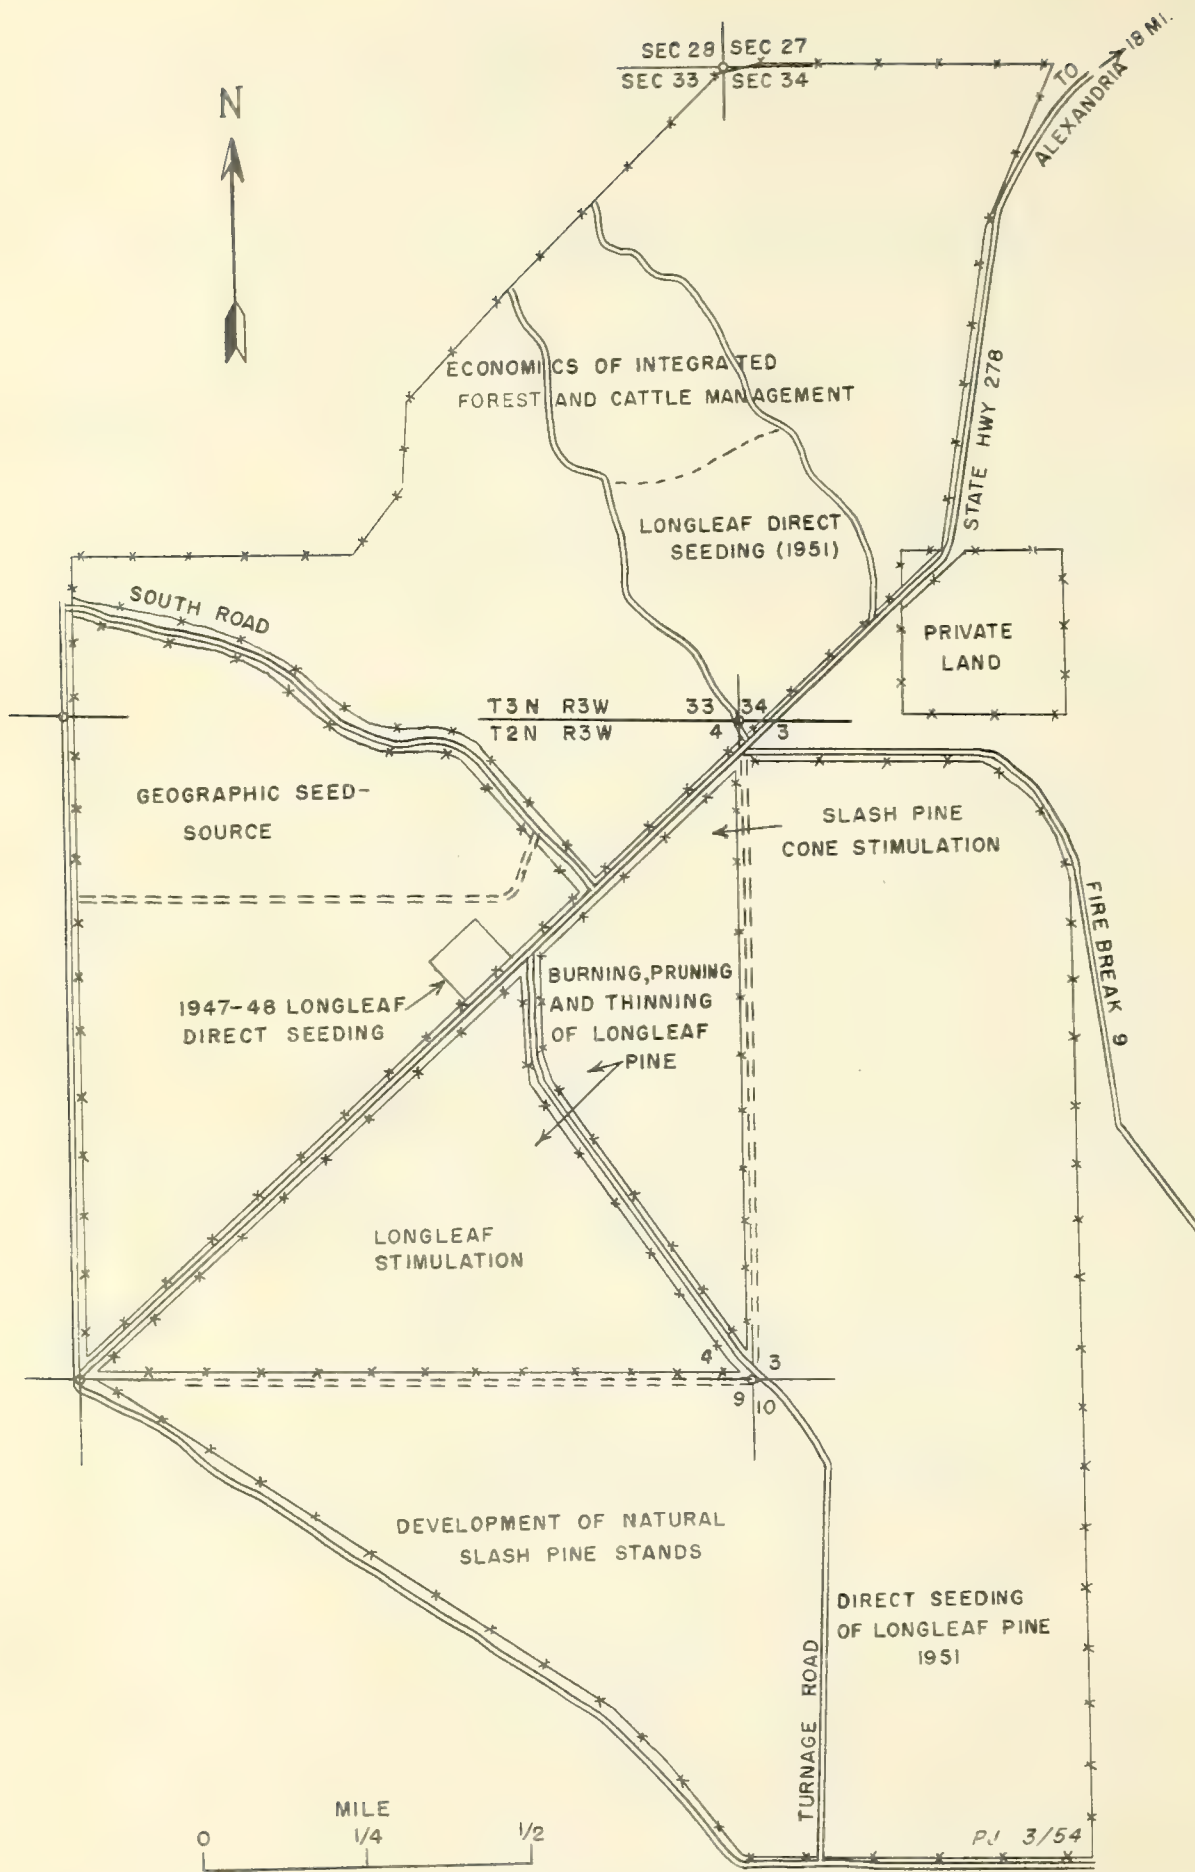 SEC 28 SEC 27
SEC 33 SEC 34
TO ALEXANDRIA 18 MI.
N
ECONOMICS OF INTEGRATED
FOREST AND CATTLE MANAGEMENT
STATE HWY 278
LONGLEAF DIRECT
SEEDING (1951)
SOUTH ROAD
PRIVATE
LAND
T3N R3W 33 34
T2N R3W 4 3
GEOGRAPHIC SEED-
SOURCE
SLASH PINE
CONE STIMULATION
FIRE BREAK 9
BURNING, PRUNING
AND THINNING
OF LONGLEAF
PINE
1947-48 LONGLEAF
DIRECT SEEDING
LONGLEAF
STIMULATION
4 3
9 10
DEVELOPMENT OF NATURAL
SLASH PINE STANDS
DIRECT SEEDING
OF LONGLEAF PINE
1951
TURNAGE ROAD
MILE
0 1/4 1/2
PJ 3/54